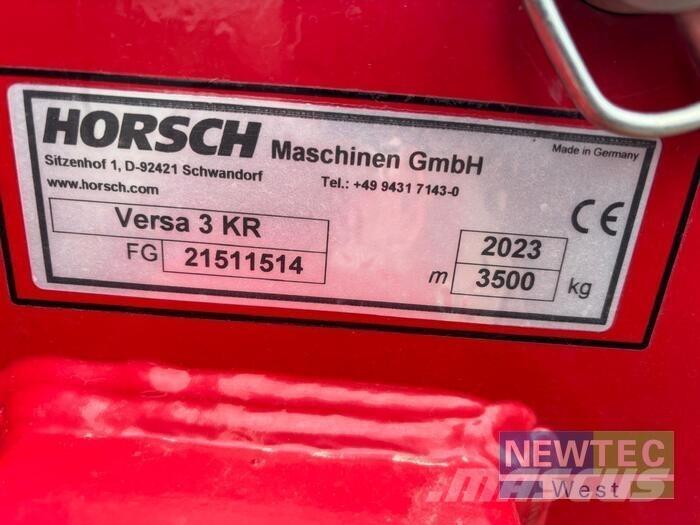 HORSCH Maschinen GmbH
Made in Germany
Sitzenhof 1, D-92421 Schwandorf
www.horsch.com
Tel.: +49 9431 7143-0
Versa 3 KR
FG 21511514
2023
m 3500 kg
CE
NEWTEC
West
MASCUS